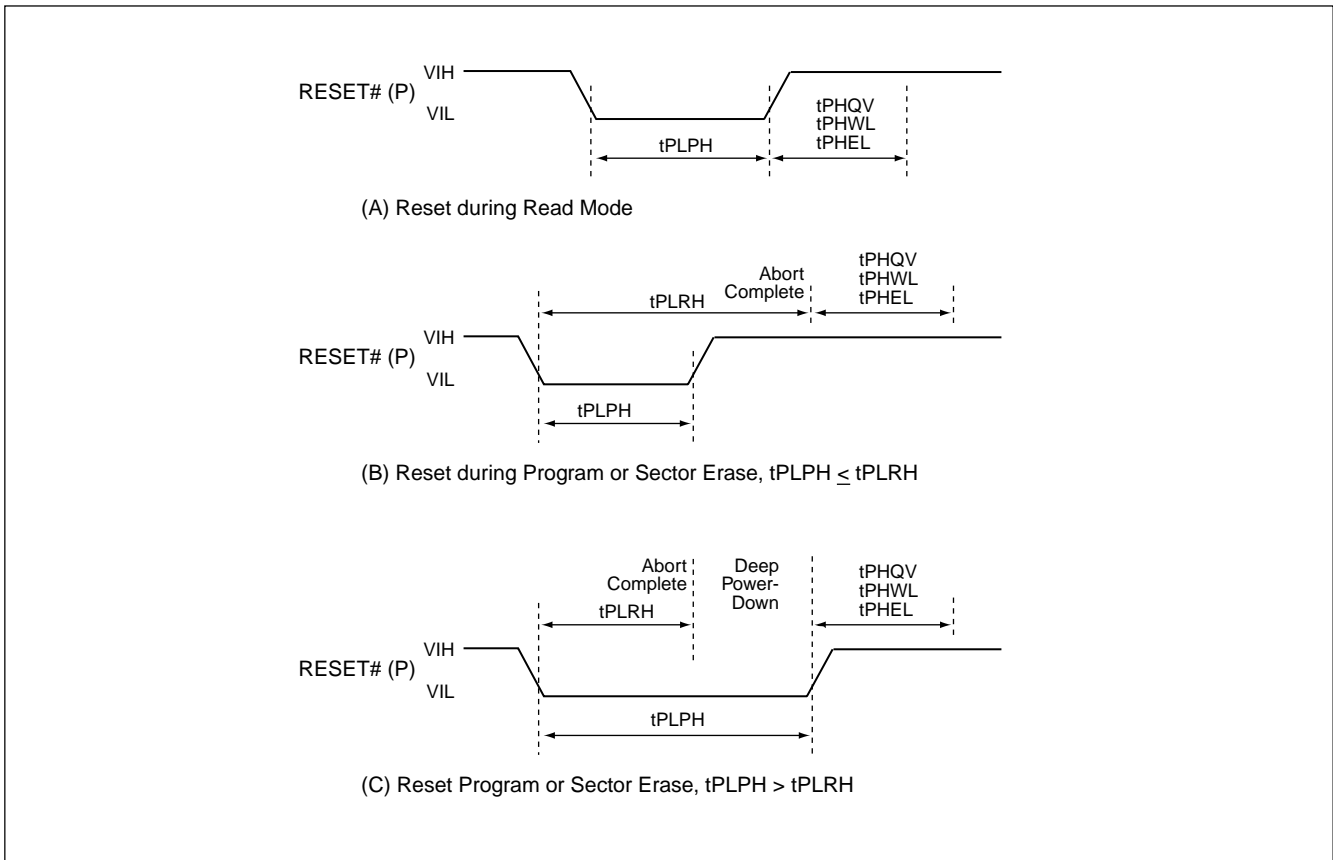 VIH
RESET# (P)
VIL
tPLPH
tPHQV
tPHWL
tPHEL
(A) Reset during Read Mode
tPLRH
Abort
Complete
tPHQV
tPHWL
tPHEL
VIH
RESET# (P)
VIL
tPLPH
(B) Reset during Program or Sector Erase, tPLPH ≤ tPLRH
Abort
Complete
tPLRH
Deep
Power-
Down
tPHQV
tPHWL
tPHEL
VIH
RESET# (P)
VIL
tPLPH
(C) Reset Program or Sector Erase, tPLPH > tPLRH